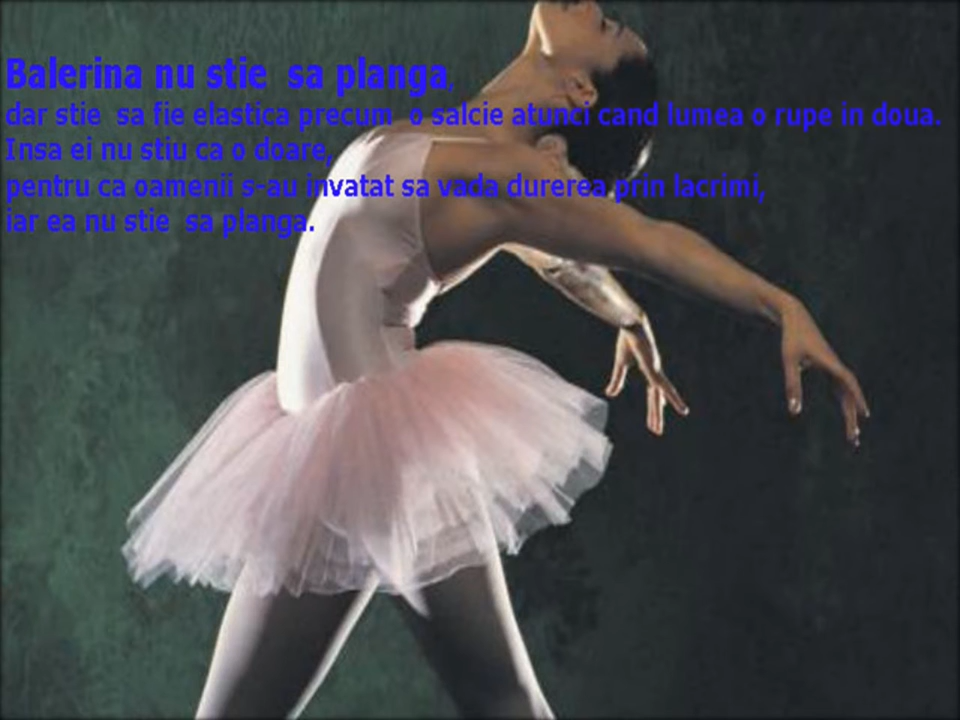 Balerina nu stie  sa planga,
dar stie  sa fie elastica precum  o salcie atunci cand lumea o rupe in doua.
Insa ei nu stiu ca o doare,
pentru ca oamenii s-au invatat sa vada durerea prin lacrimi,
iar ea nu stie  sa planga.